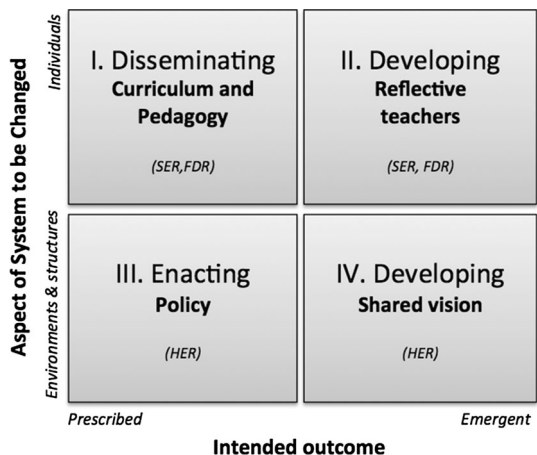 Aspect of System to be Changed
Individuals
Environments & structures
I. Disseminating
Curriculum and
Pedagogy
(SER,FDR)
II. Developing
Reflective
teachers
(SER, FDR)
III. Enacting
Policy
(HER)
IV. Developing
Shared vision
(HER)
Prescribed
Emergent
Intended outcome